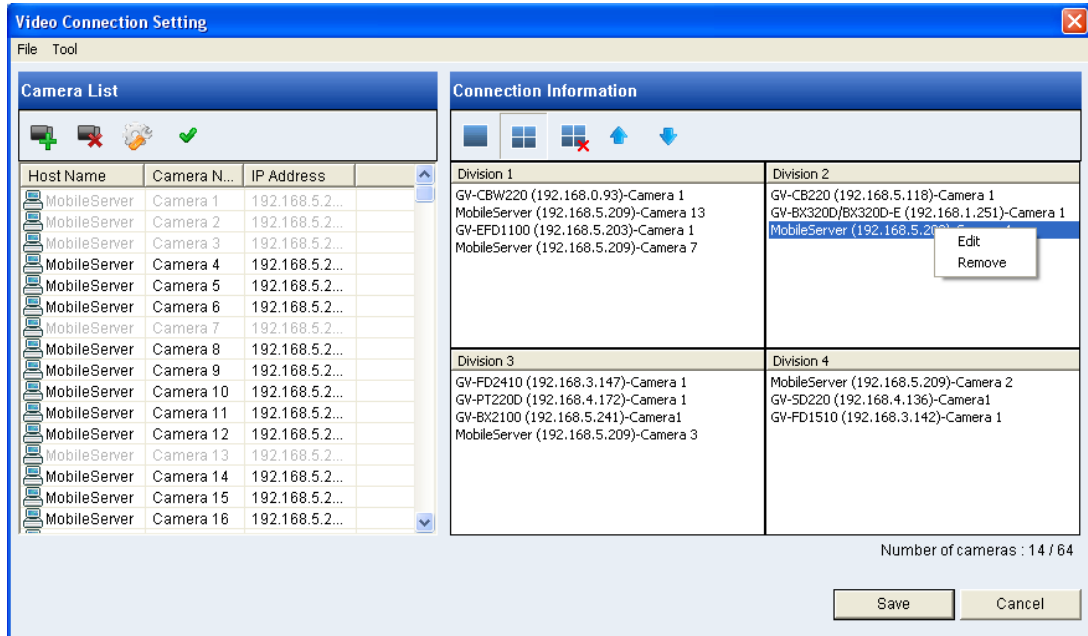 Video Connection Setting
File Tool
Camera List
Host Name Camera N... IP Address
MobileServer Camera 1 192.168.5.2...
MobileServer Camera 2 192.168.5.2...
MobileServer Camera 3 192.168.5.2...
MobileServer Camera 4 192.168.5.2...
MobileServer Camera 5 192.168.5.2...
MobileServer Camera 6 192.168.5.2...
MobileServer Camera 7 192.168.5.2...
MobileServer Camera 8 192.168.5.2...
MobileServer Camera 9 192.168.5.2...
MobileServer Camera 10 192.168.5.2...
MobileServer Camera 11 192.168.5.2...
MobileServer Camera 12 192.168.5.2...
MobileServer Camera 13 192.168.5.2...
MobileServer Camera 14 192.168.5.2...
MobileServer Camera 15 192.168.5.2...
MobileServer Camera 16 192.168.5.2...
Connection Information
Division 1
GV-CBW220 (192.168.0.93)-Camera 1
MobileServer (192.168.5.209)-Camera 13
GV-EFD1100 (192.168.5.203)-Camera 1
MobileServer (192.168.5.209)-Camera 7
Division 2
GV-CB220 (192.168.5.118)-Camera 1
GV-BX320D/BX320D-E (192.168.1.251)-Camera 1
MobileServer
Edit
Remove
Division 3
GV-FD2410 (192.168.3.147)-Camera 1
GV-PT220D (192.168.4.172)-Camera 1
GV-BX2100 (192.168.5.241)-Camera1
MobileServer (192.168.5.209)-Camera 3
Division 4
MobileServer (192.168.5.209)-Camera 2
GV-SD220 (192.168.4.136)-Camera1
GV-FD1510 (192.168.3.142)-Camera 1
Number of cameras : 14 / 64
Save Cancel